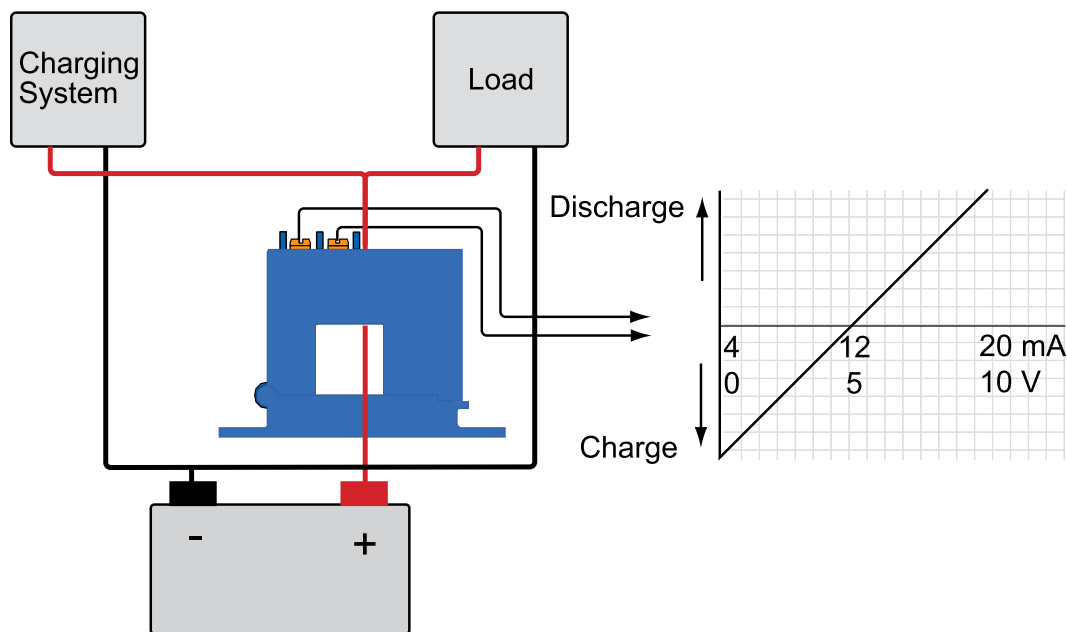 Charging
System
Load
Discharge
4 12 20 mA
0 5 10 V
Charge
- +